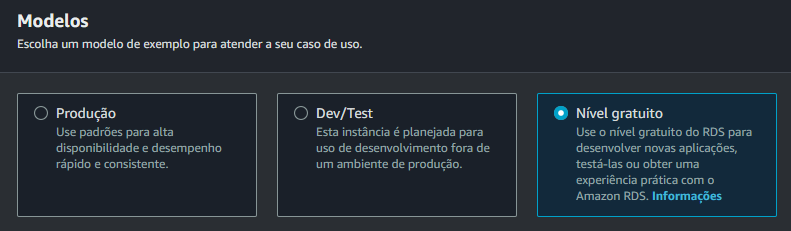 Modelos
Escolha um modelo de exemplo para atender a seu caso de uso.
Produção
Use padrões para alta
disponibilidade e desempenho
rápido e consistente.
Dev/Test
Esta instância é planejada para
uso de desenvolvimento fora de
um ambiente de produção.
Nível gratuito
Use o nível gratuito do RDS para
desenvolver novas aplicações,
testá-las ou obter uma
experiência prática com o
Amazon RDS. Informações